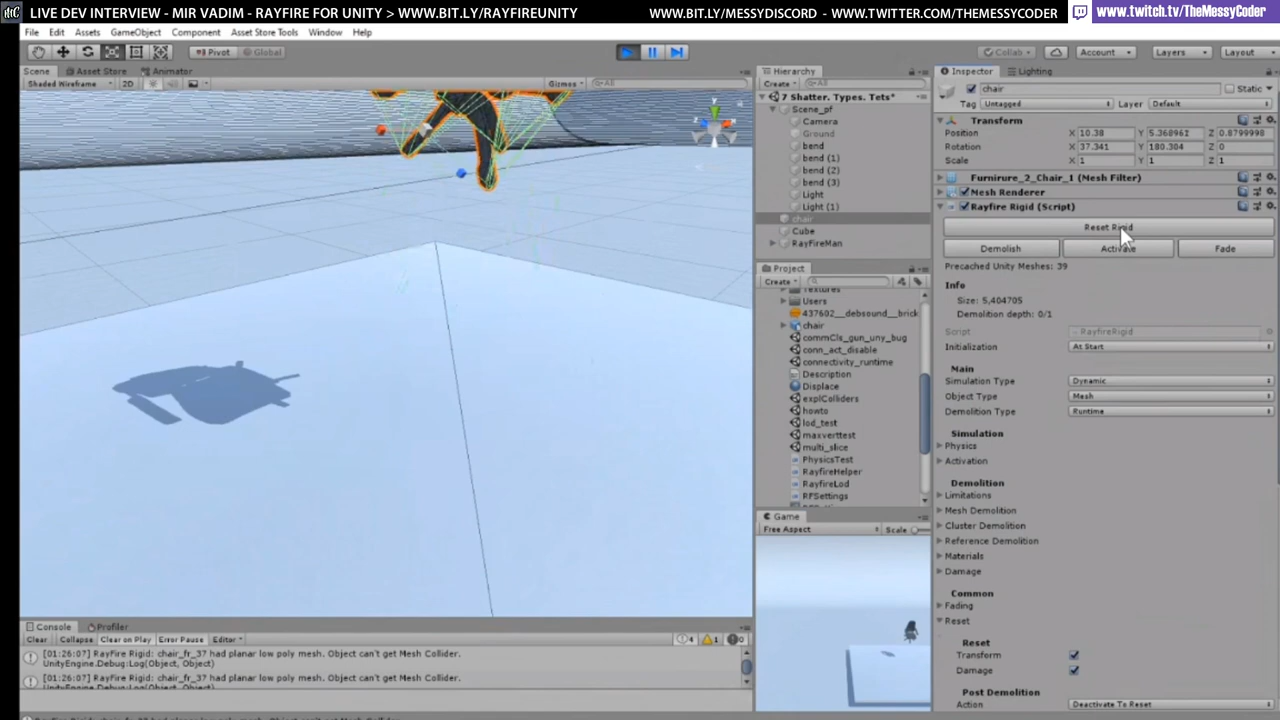 LIVE DEV INTERVIEW - MIR VADIM - RAYFIRE FOR UNITY > WWW.BIT.LY/RAYFIREUNITY
WWW.BIT.LY/MESSYDISCORD - WWW.TWITTER.COM/THEMESSYCODER
www.twitch.tv/TheMessyCoder
File Edit Assets GameObject Component Asset Store Tools Window Help
Pivot Global
Collab Account Layers Layout
Scene Asset Store Animator
Shaded Wireframe 2D Gizmos All
Hierarchy
Create All
7 Shatter. Types. Tets*
Scene_pf
Camera
Ground
bend
bend (1)
bend (2)
bend (3)
Light
Light (1)
chair
Cube
RayFireMan
Project
Create
Textures
Users
437602__debsound__brick
chair
commCls_gun_uny_bug
conn_act_disable
connectivity_runtime
Description
Displace
explColliders
howto
lod_test
maxverttest
multi_slice
PhysicsTest
RayfireHelper
RayfireLod
RFSettings
Game
Free Aspect Scale
Inspector Lighting
chair Static
Tag Untagged Layer Default
Transform
Position X 10.38 Y 5.368961 Z 0.8799998
Rotation X 37.341 Y 180.304 Z 0
Scale X 1 Y 1 Z 1
Furnirure_2_Chair_1 (Mesh Filter)
Mesh Renderer
Rayfire Rigid (Script)
Reset Rigid
Demolish Activate Fade
Precached Unity Meshes: 39
Info
Size: 5,404705
Demolition depth: 0/1
Script RayfireRigid
Initialization At Start
Main
Simulation Type Dynamic
Object Type Mesh
Demolition Type Runtime
Simulation
Physics
Activation
Demolition
Limitations
Mesh Demolition
Cluster Demolition
Reference Demolition
Materials
Damage
Common
Fading
Reset
Reset
Transform
Damage
Post Demolition
Action Deactivate To Reset
Console Profiler
Clear Collapse Clear on Play Error Pause Editor 4 1 0
[01:26:07] RayFire Rigid: chair_fr_37 had planar low poly mesh. Object can't get Mesh Collider.
UnityEngine.Debug:Log(Object, Object)
[01:26:07] RayFire Rigid: chair_fr_37 had planar low poly mesh. Object can't get Mesh Collider.